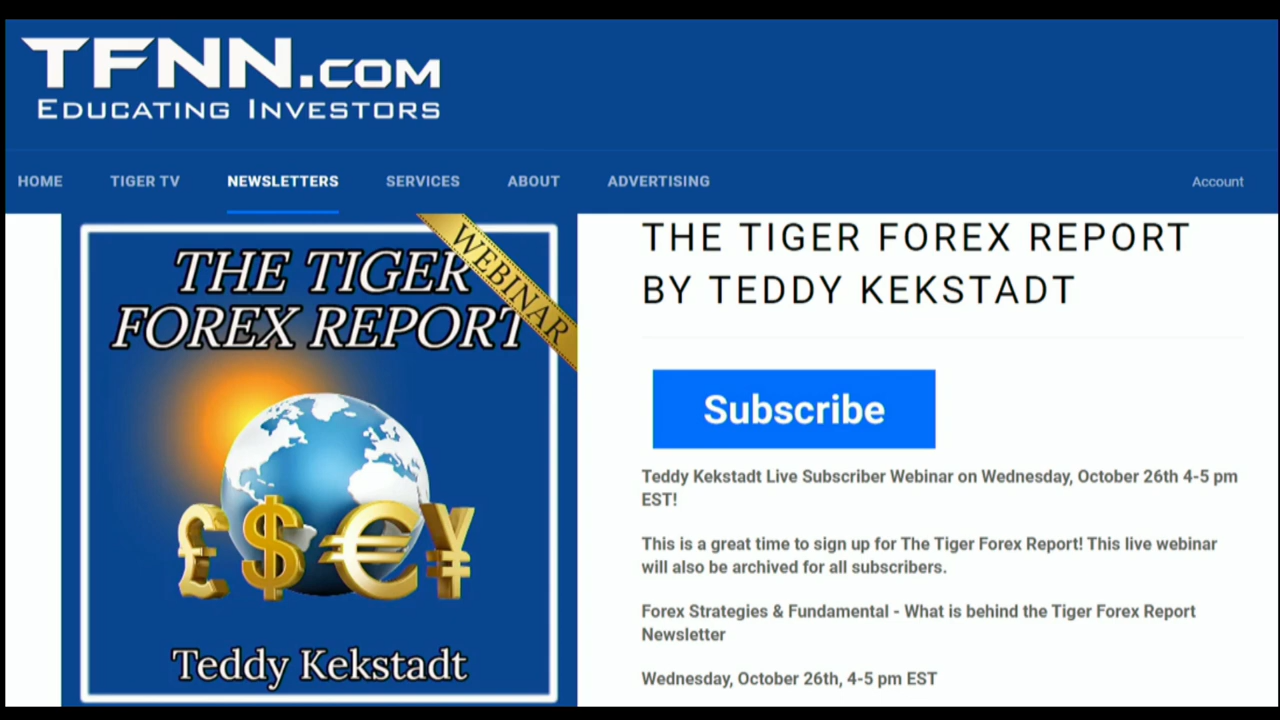 TFNN.COM
EDUCATING INVESTORS
HOME TIGER TV NEWSLETTERS SERVICES ABOUT ADVERTISING Account
THE TIGER
FOREX REPORT
WEBINAR
£$€¥
Teddy Kekstadt
THE TIGER FOREX REPORT
BY TEDDY KEKSTADT
Subscribe
Teddy Kekstadt Live Subscriber Webinar on Wednesday, October 26th 4-5 pm
EST!
This is a great time to sign up for The Tiger Forex Report! This live webinar
will also be archived for all subscribers.
Forex Strategies & Fundamental - What is behind the Tiger Forex Report
Newsletter
Wednesday, October 26th, 4-5 pm EST